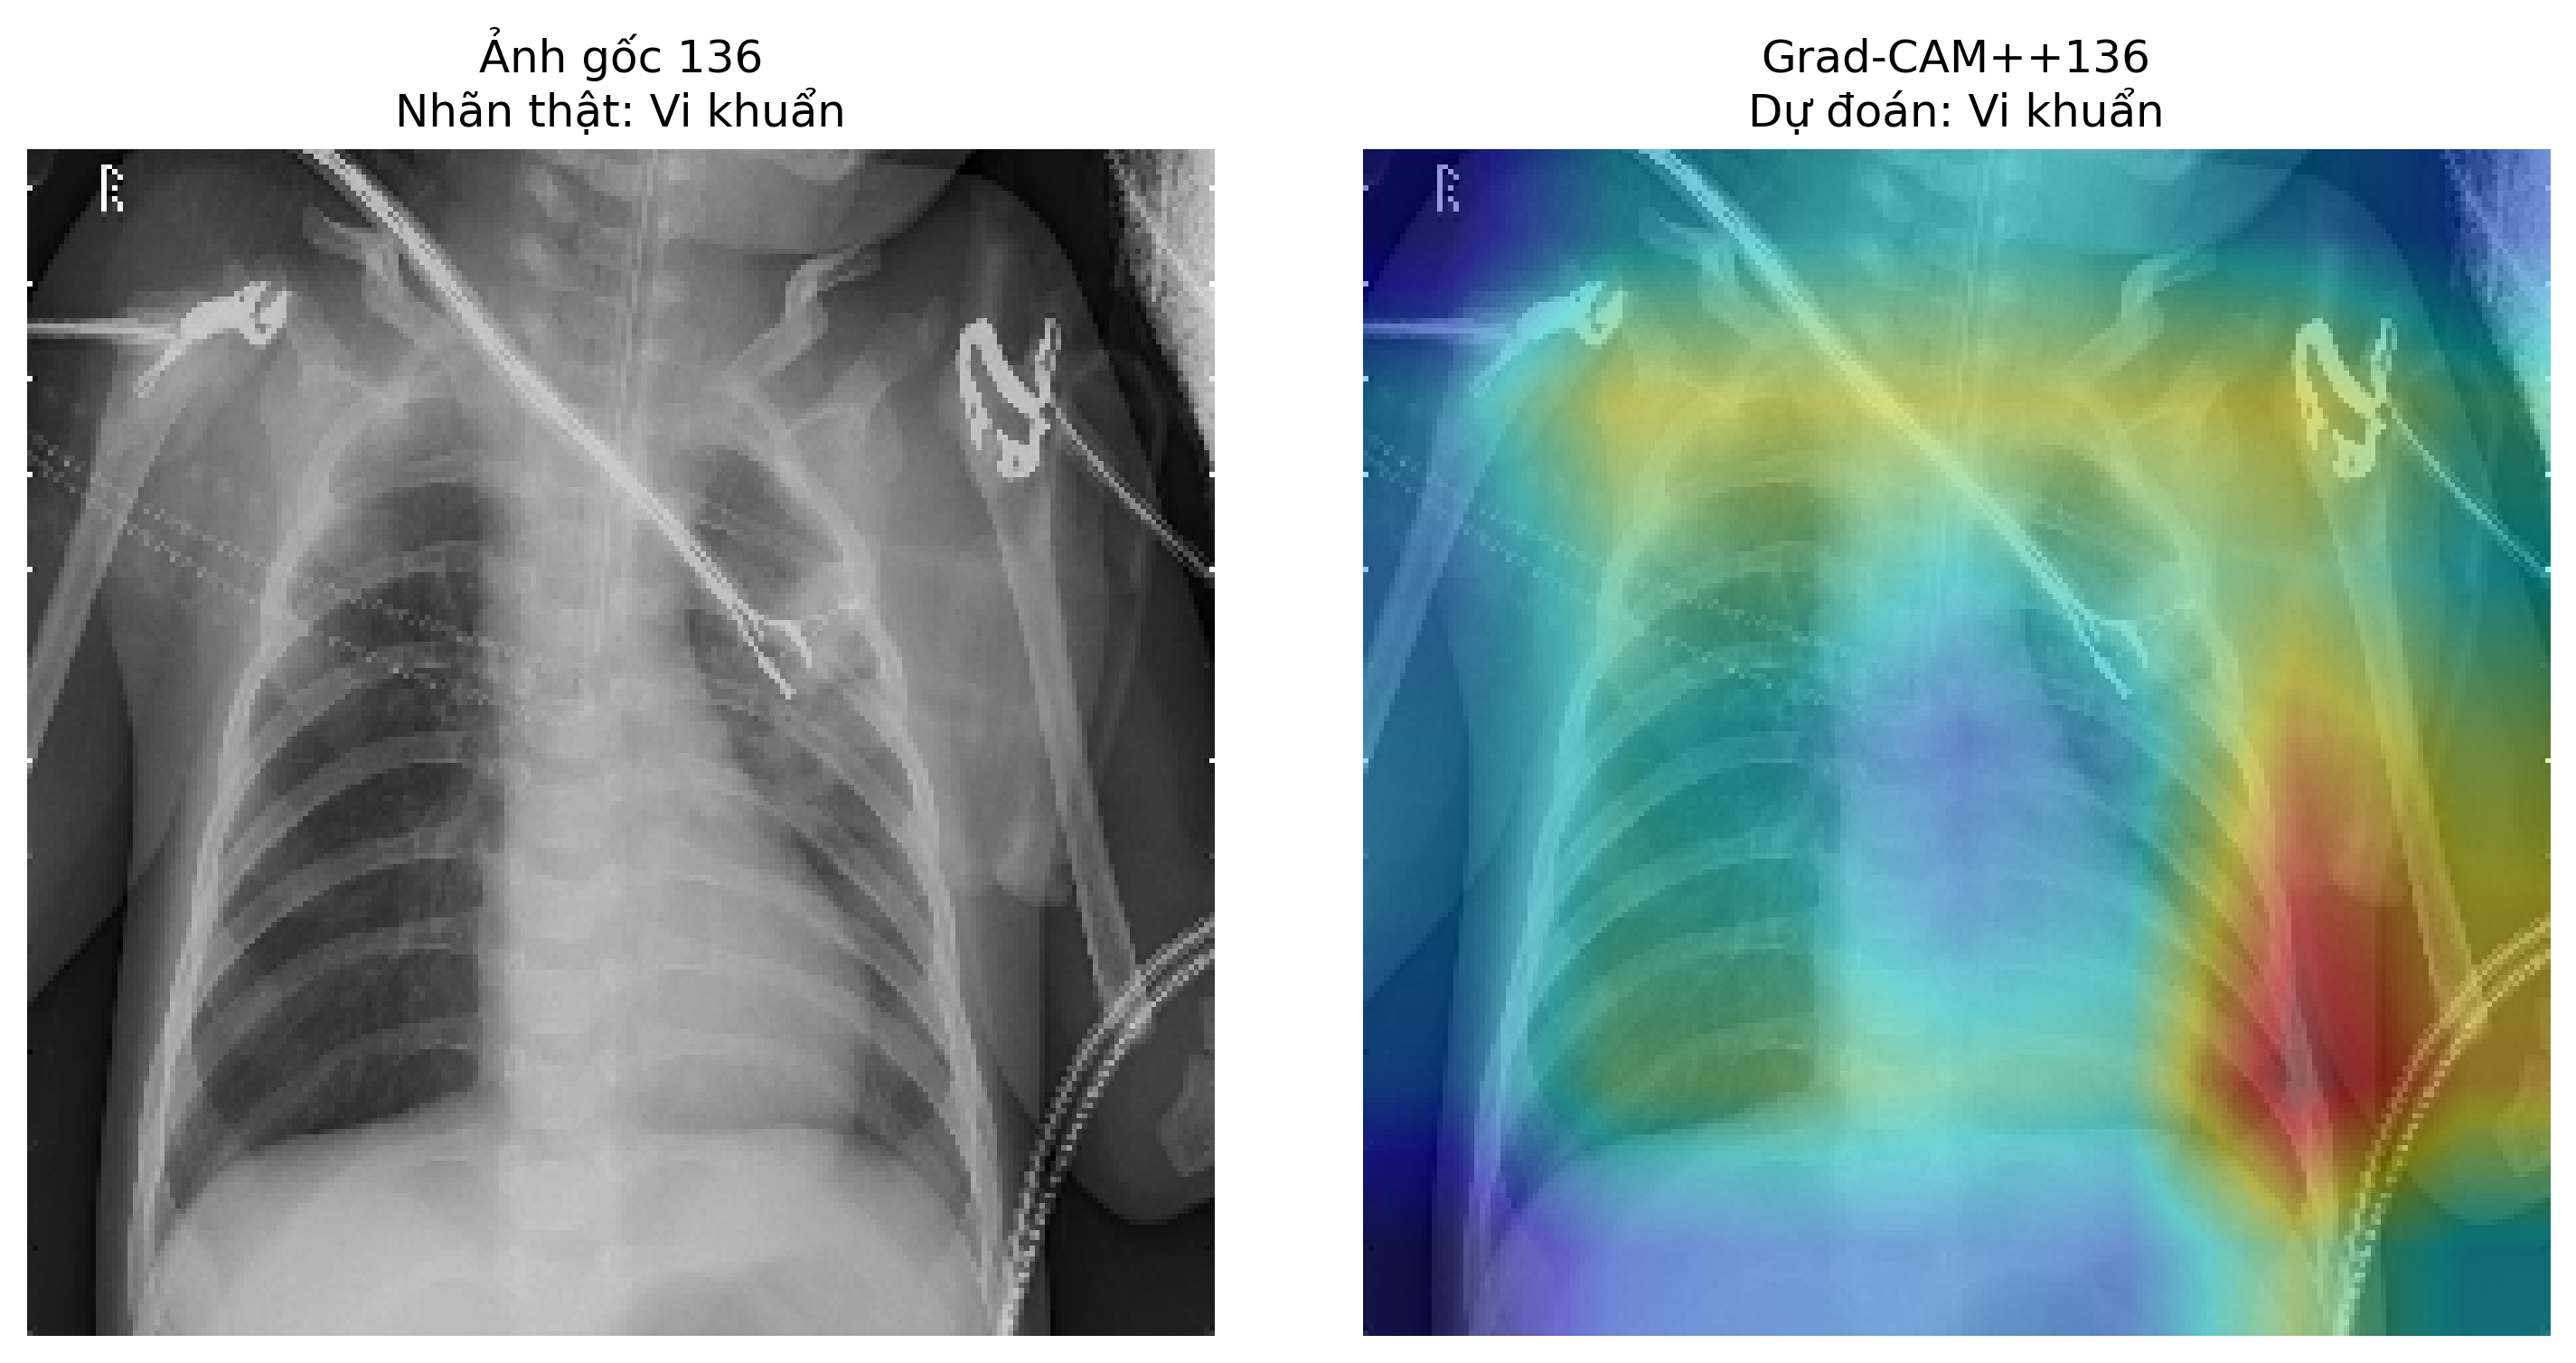 Ảnh gốc 136
Nhãn thật: Vi khuẩn
Grad-CAM++136
Dự đoán: Vi khuẩn
R
R